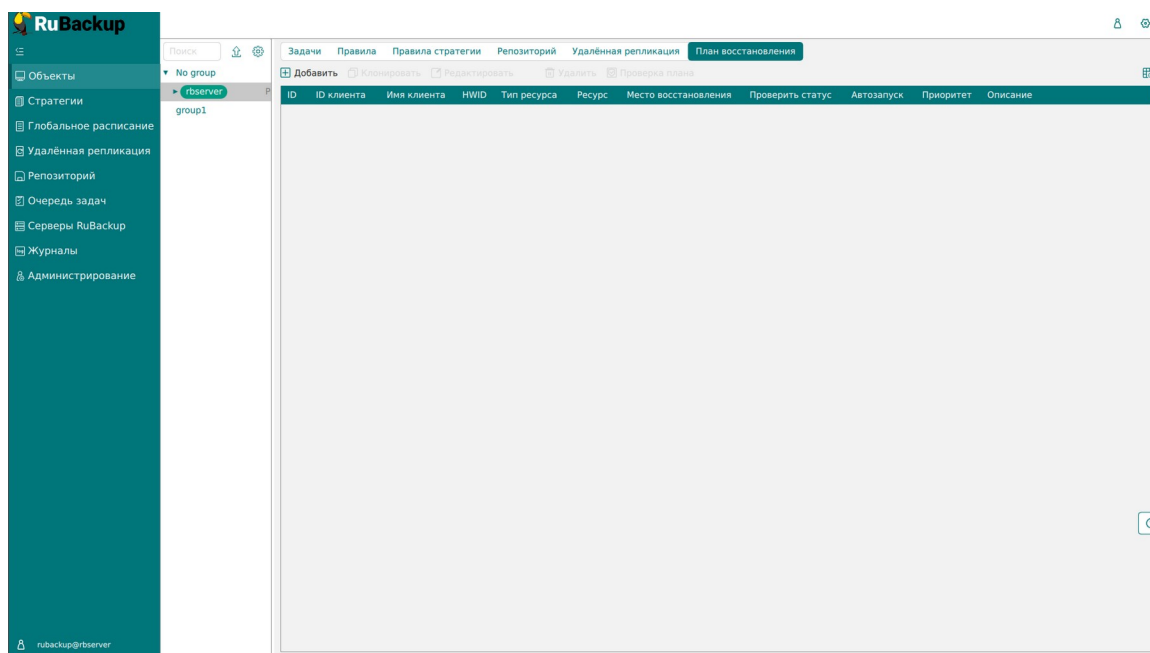 RuBackup
Объекты
Стратегии
Глобальное расписание
Удалённая репликация
Репозиторий
Очередь задач
Серверы RuBackup
Журналы
Администрирование
rubackup@rbserver
Поиск
No group
rbserver P
group1
Задачи Правила Правила стратегии Репозиторий Удалённая репликация План восстановления
Добавить Клонировать Редактировать Удалить Проверка плана
ID ID клиента Имя клиента HWID Тип ресурса Ресурс Место восстановления Проверить статус Автозапуск Приоритет Описание